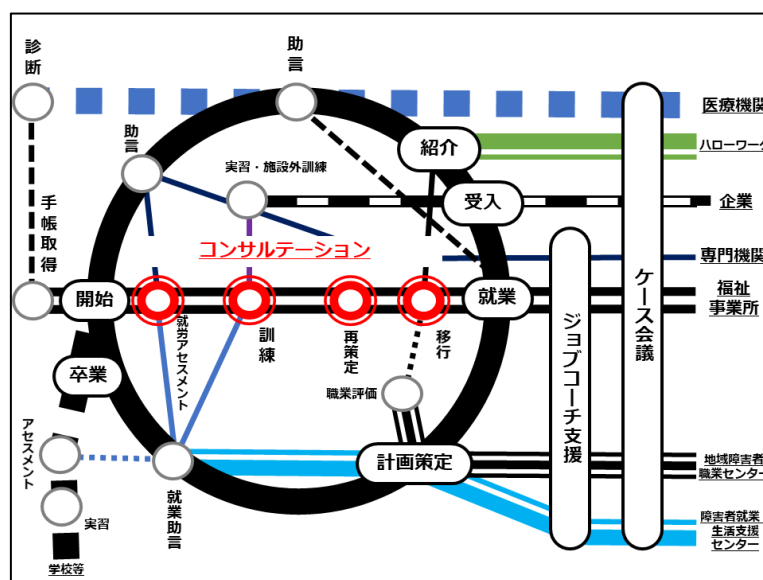 診断
助言
医療機関
ハローワーク
紹介
助言
実習・施設外訓練
受入
企業
手帳取得
コンサルテーション
専門機関
開始
就業
福祉
事業所
就労アセスメント
訓練
再策定
移行
ジョブコーチ支援
ケース会議
卒業
職業評価
アセスメント
計画策定
地域障害者
職業センター
就業助言
実習
障害者就業・
生活支援
センター
学校等